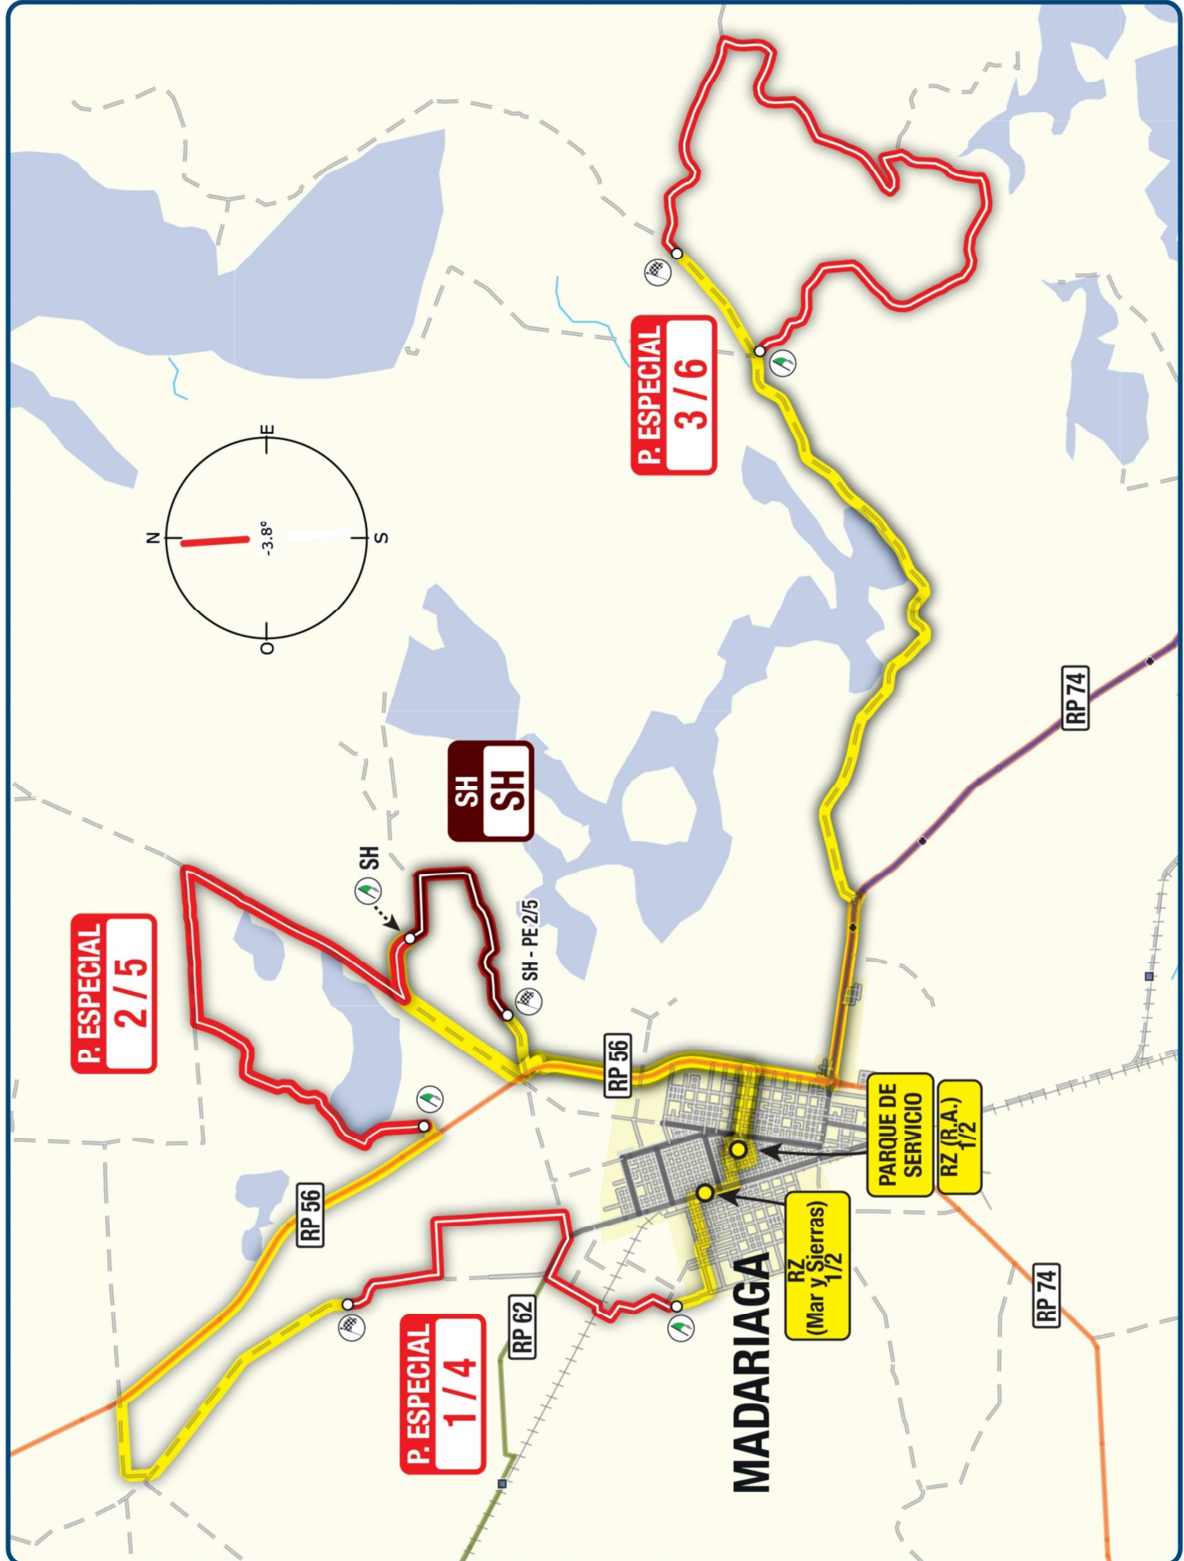 P. ESPECIAL
3 / 6
N
E
S
O
-3.8°
RP 74
SH
SH
SH
SH - PE 2/5
P. ESPECIAL
2 / 5
RP 56
RP 56
PARQUE DE
SERVICIO
RZ (R.A.)
1/2
RZ
(Mar y Sierras)
1/2
MADARIAGA
P. ESPECIAL
1 / 4
RP 62
RP 74